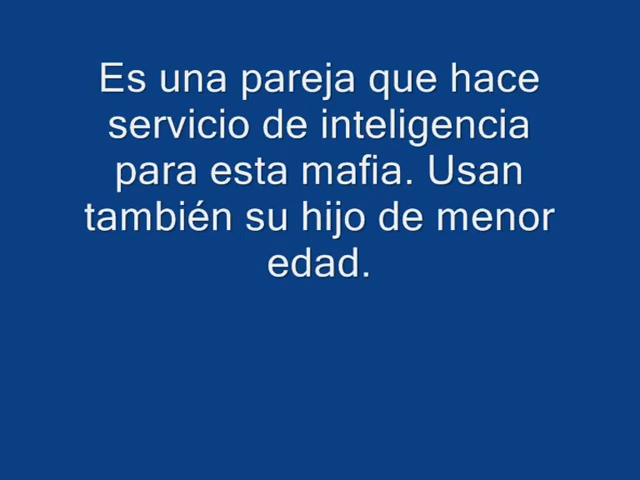 Es una pareja que hace
servicio de inteligencia
para esta mafia. Usan
también su hijo de menor
edad.